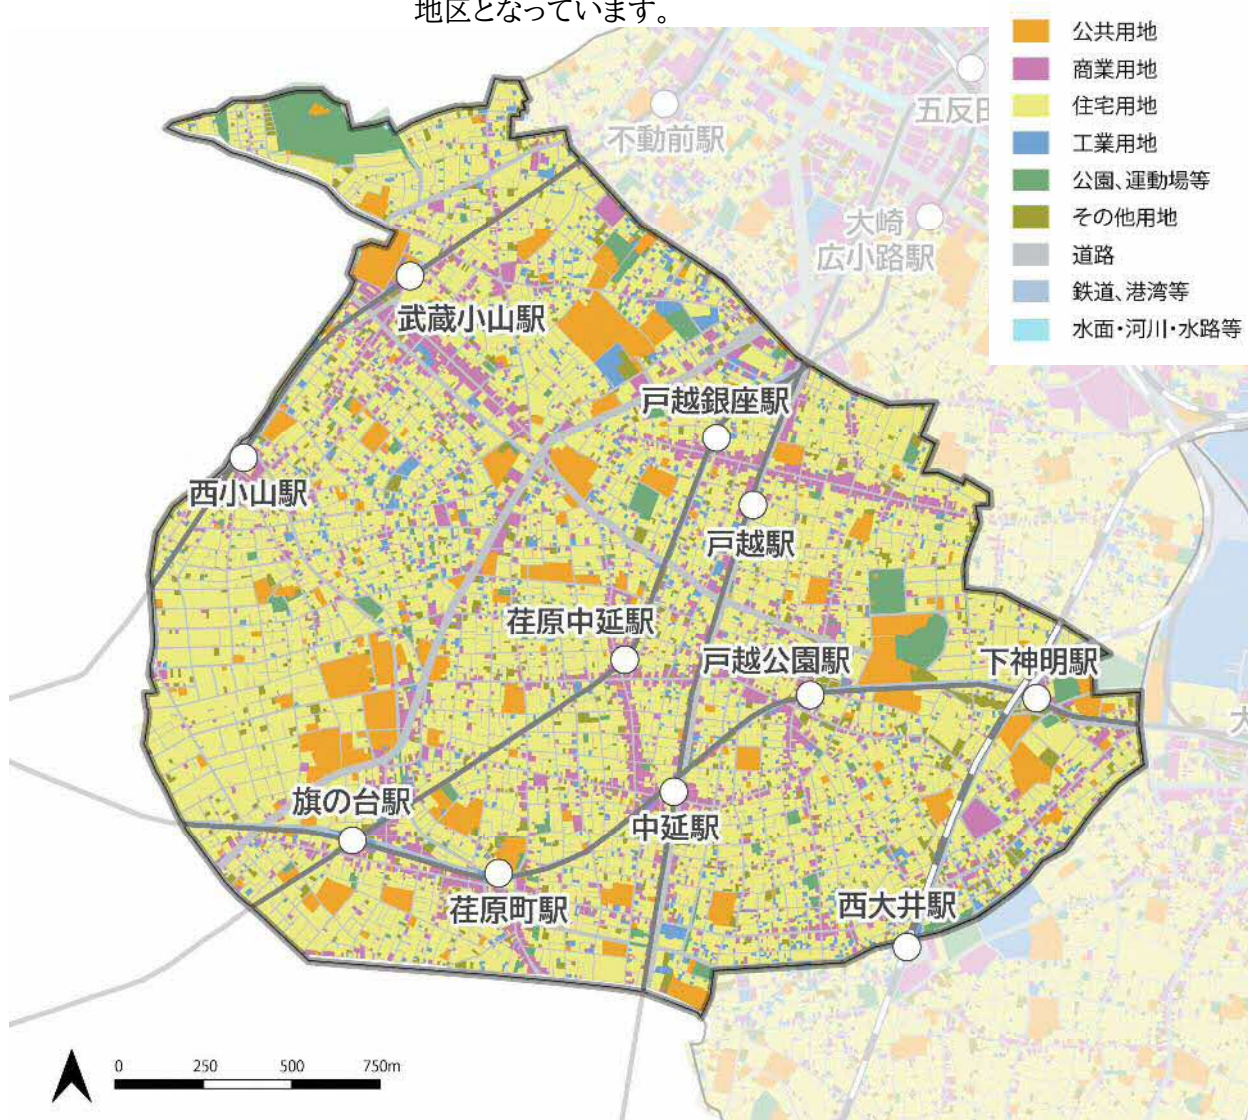 地区となっています。
公共用地
商業用地
住宅用地
工業用地
公園、運動場等
その他用地
道路
鉄道、港湾等
水面・河川・水路等
五反田
不動前駅
大崎
広小路駅
武蔵小山駅
戸越銀座駅
西小山駅
戸越駅
荏原中延駅
戸越公園駅
下神明駅
大
旗の台駅
中延駅
荏原町駅
西大井駅
0 250 500 750m